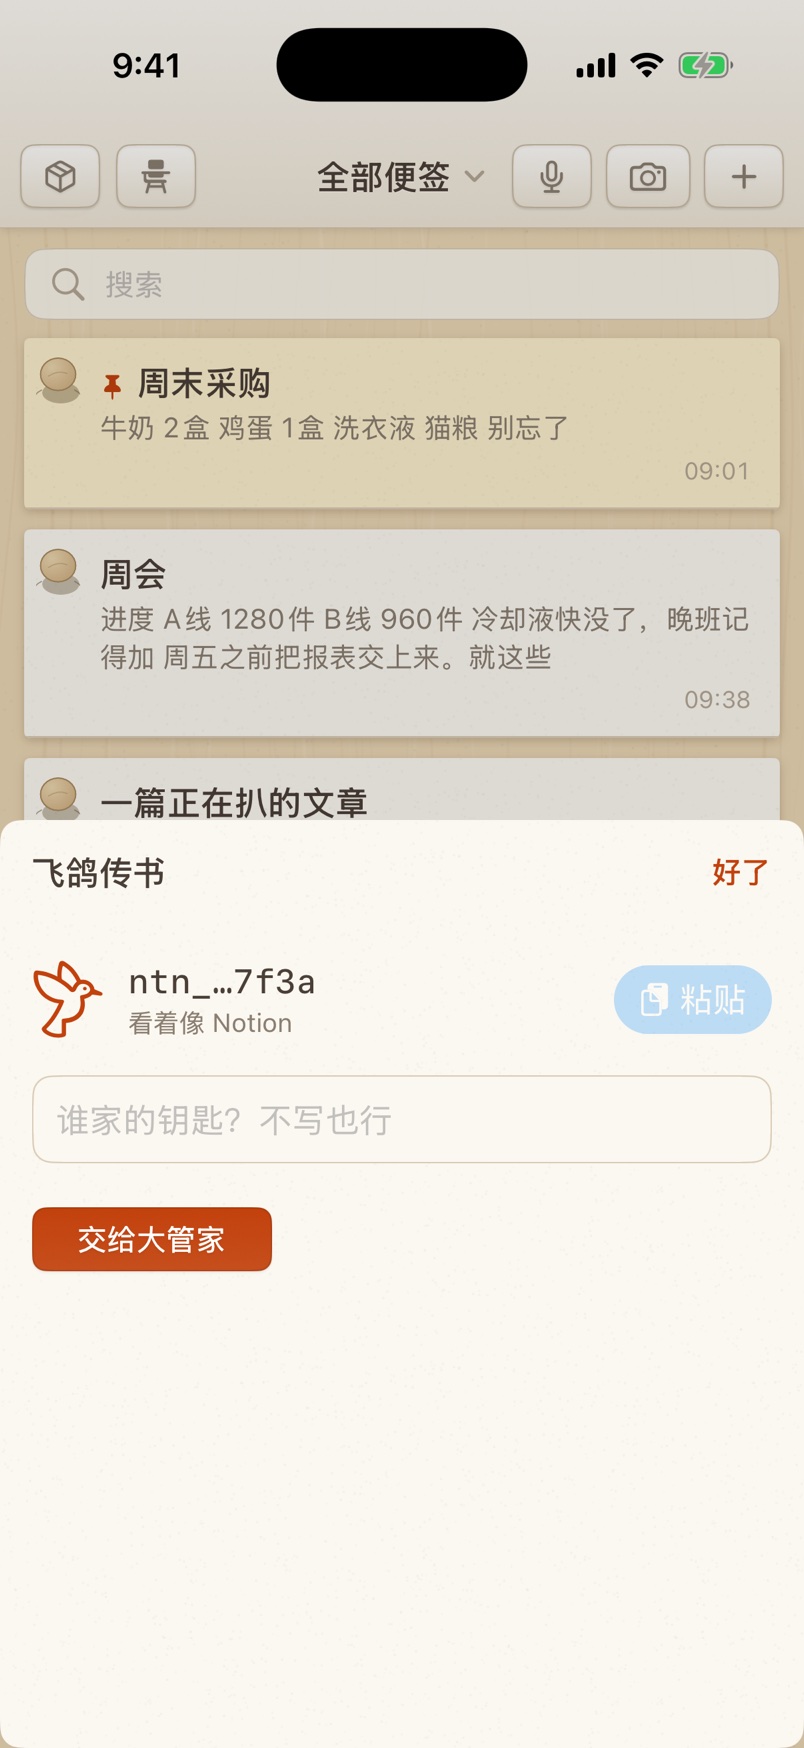 9:41
全部便签
搜索
周末采购
牛奶 2盒 鸡蛋 1盒 洗衣液 猫粮 别忘了
09:01
周会
进度 A线 1280件 B线 960件 冷却液快没了，晚班记
得加 周五之前把报表交上来。就这些
09:38
一篇正在扒的文章
飞鸽传书
好了
ntn_…7f3a
粘贴
看着像 Notion
谁家的钥匙？不写也行
交给大管家